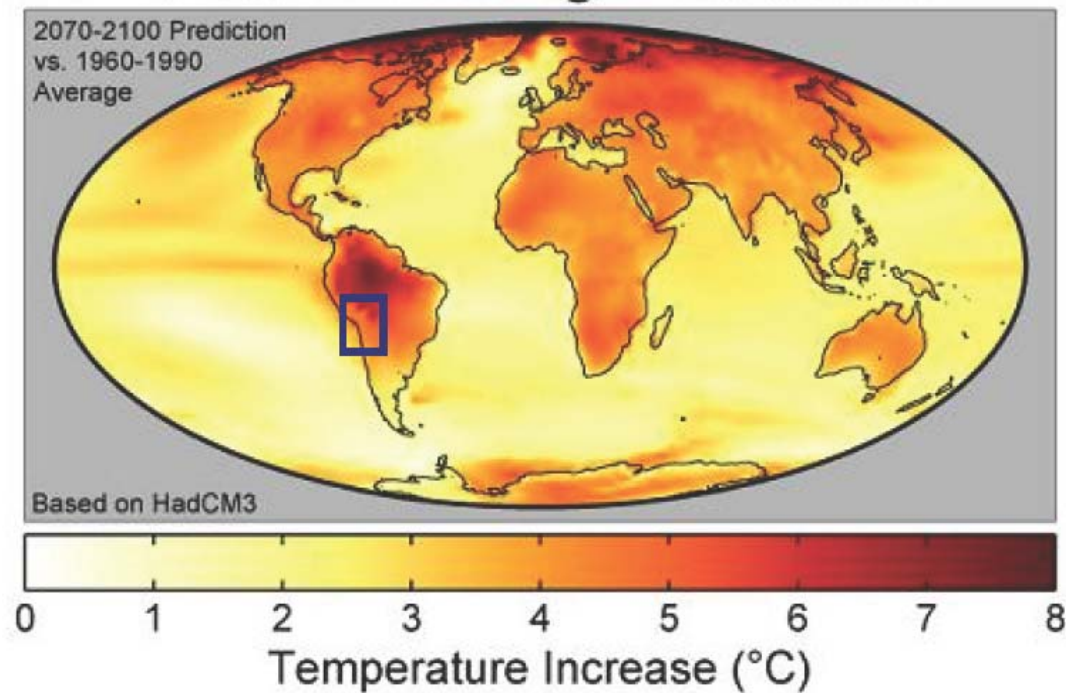 2070-2100 Prediction
vs. 1960-1990
Average
Based on HadCM3
0 1 2 3 4 5 6 7 8
Temperature Increase (°C)